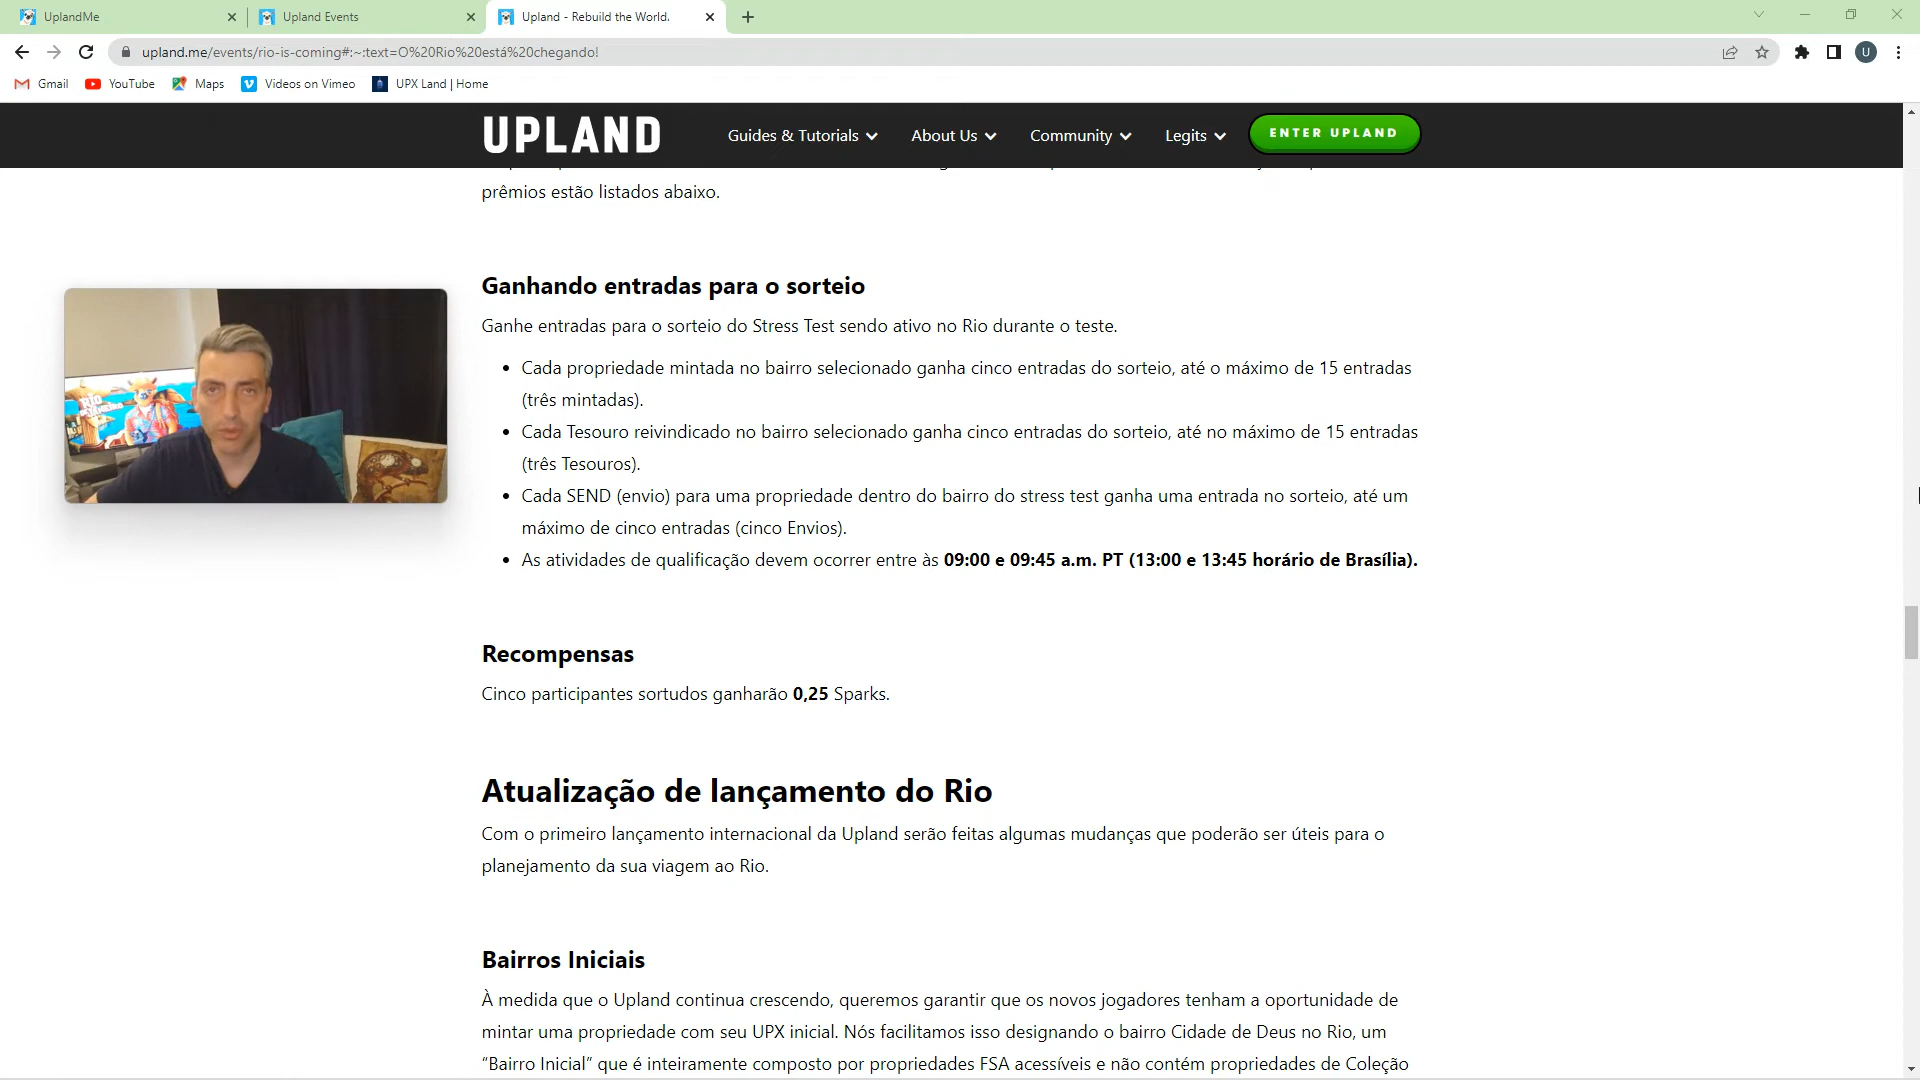 UplandMe
Upland Events
Upland - Rebuild the World.
upland.me/events/rio-is-coming#:~:text=O%20Rio%20está%20chegando!
U
Gmail
YouTube
Maps
Videos on Vimeo
UPX Land | Home
UPLAND
Guides & Tutorials
About Us
Community
Legits
ENTER UPLAND
prêmios estão listados abaixo.
Ganhando entradas para o sorteio
Ganhe entradas para o sorteio do Stress Test sendo ativo no Rio durante o teste.
• Cada propriedade mintada no bairro selecionado ganha cinco entradas do sorteio, até o máximo de 15 entradas
(três mintadas).
• Cada Tesouro reivindicado no bairro selecionado ganha cinco entradas do sorteio, até no máximo de 15 entradas
(três Tesouros).
• Cada SEND (envio) para uma propriedade dentro do bairro do stress test ganha uma entrada no sorteio, até um
máximo de cinco entradas (cinco Envios).
• As atividades de qualificação devem ocorrer entre às 09:00 e 09:45 a.m. PT (13:00 e 13:45 horário de Brasília).
RIO
Recompensas
Cinco participantes sortudos ganharão 0,25 Sparks.
Atualização de lançamento do Rio
Com o primeiro lançamento internacional da Upland serão feitas algumas mudanças que poderão ser úteis para o
planejamento da sua viagem ao Rio.
Bairros Iniciais
À medida que o Upland continua crescendo, queremos garantir que os novos jogadores tenham a oportunidade de
mintar uma propriedade com seu UPX inicial. Nós facilitamos isso designando o bairro Cidade de Deus no Rio, um
“Bairro Inicial” que é inteiramente composto por propriedades FSA acessíveis e não contém propriedades de Coleção